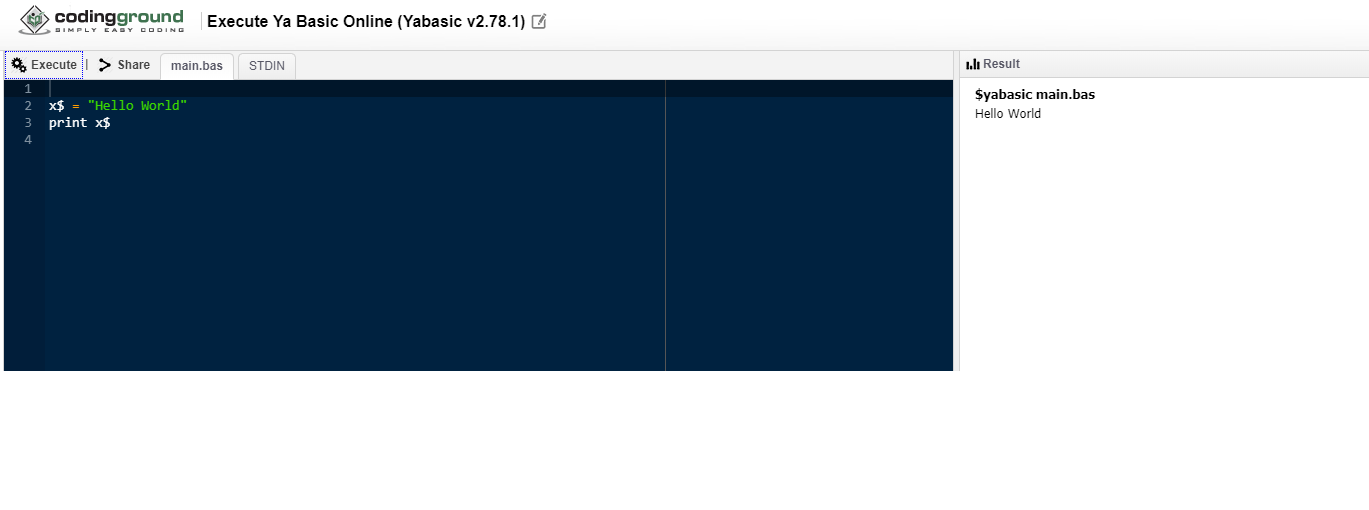 codingground
SIMPLY EASY CODING
Execute Ya Basic Online (Yabasic v2.78.1)
Execute | Share main.bas STDIN
1
2 x$ = "Hello World"
3 print x$
4
Result
$yabasic main.bas
Hello World